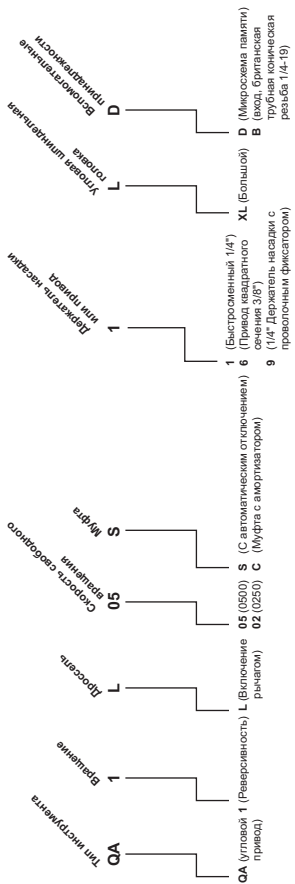 Тип инструмента
QA
QA (угловой
привод)
Вращение
1
1 (Реверсивность)
Дроссель
L
L (Включение
рычагом)
Скорость свободного
вращения
05
05 (0500)
02 (0250)
Муфта
S
S (С автоматическим отключением)
C (Муфта с амортизатором)
Держатель насадки
или привод
1
1 (Быстросменный 1/4")
6 (Привод квадратного
сечения 3/8")
9 (1/4" Держатель насадки с
проволочным фиксатором)
Угловая шпиндельная
головка
L
XL (Большой)
Вспомогательные
принадлежности
D
D (Микросхема памяти)
B (вход, британская
трубная коническая
резьба 1/4-19)